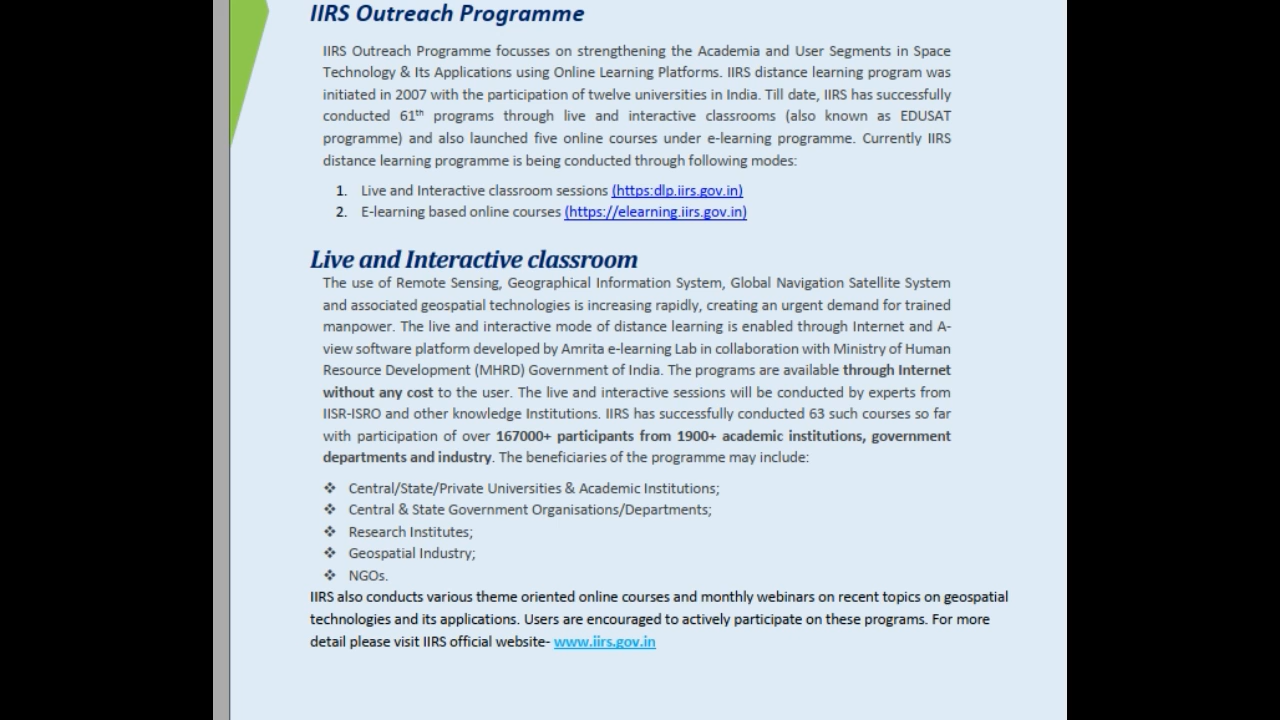 IIRS Outreach Programme
IIRS Outreach Programme focusses on strengthening the Academia and User Segments in Space
Technology & Its Applications using Online Learning Platforms. IIRS distance learning program was
initiated in 2007 with the participation of twelve universities in India. Till date, IIRS has successfully
conducted 61th programs through live and interactive classrooms (also known as EDUSAT
programme) and also launched five online courses under e-learning programme. Currently IIRS
distance learning programme is being conducted through following modes:
1. Live and Interactive classroom sessions (https:dlp.iirs.gov.in)
2. E-learning based online courses (https://elearning.iirs.gov.in)
Live and Interactive classroom
The use of Remote Sensing, Geographical Information System, Global Navigation Satellite System
and associated geospatial technologies is increasing rapidly, creating an urgent demand for trained
manpower. The live and interactive mode of distance learning is enabled through Internet and A-
view software platform developed by Amrita e-learning Lab in collaboration with Ministry of Human
Resource Development (MHRD) Government of India. The programs are available through Internet
without any cost to the user. The live and interactive sessions will be conducted by experts from
IISR-ISRO and other knowledge Institutions. IIRS has successfully conducted 63 such courses so far
with participation of over 167000+ participants from 1900+ academic institutions, government
departments and industry. The beneficiaries of the programme may include:
❖ Central/State/Private Universities & Academic Institutions;
❖ Central & State Government Organisations/Departments;
❖ Research Institutes;
❖ Geospatial Industry;
❖ NGOs.
IIRS also conducts various theme oriented online courses and monthly webinars on recent topics on geospatial
technologies and its applications. Users are encouraged to actively participate on these programs. For more
detail please visit IIRS official website- www.iirs.gov.in